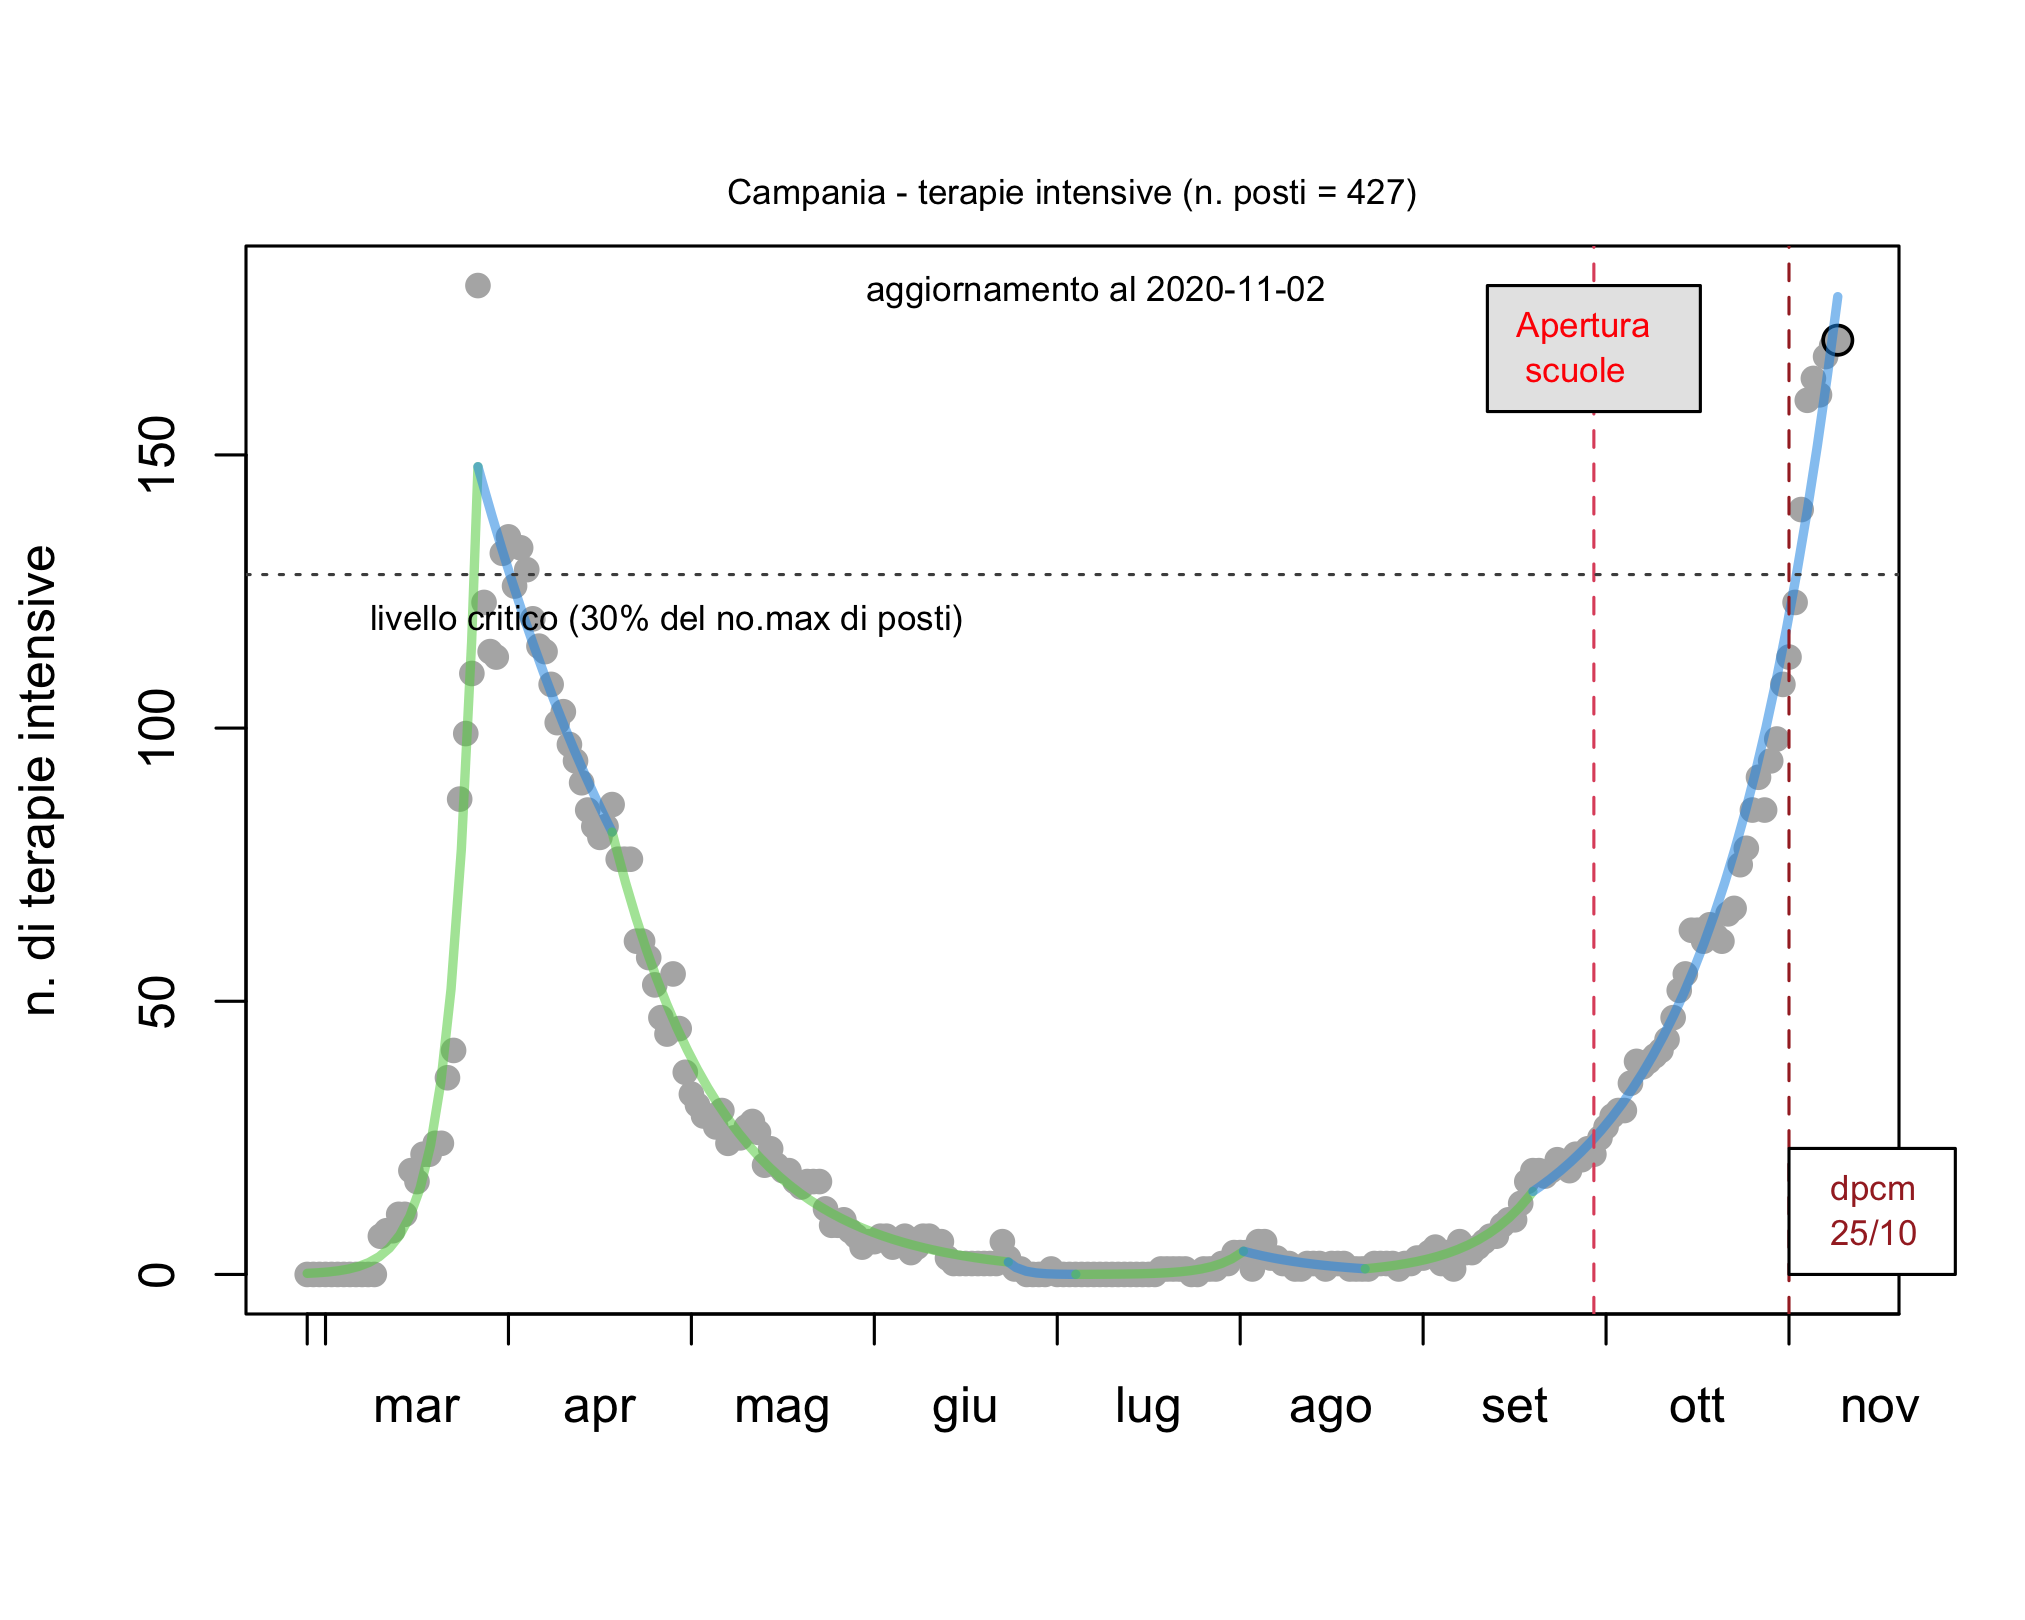 Campania - terapie intensive (n. posti = 427)
aggiornamento al 2020-11-02
Apertura
scuole
livello critico (30% del no.max di posti)
n. di terapie intensive
150
100
50
0
dpcm
25/10
mar apr mag giu lug ago set ott nov